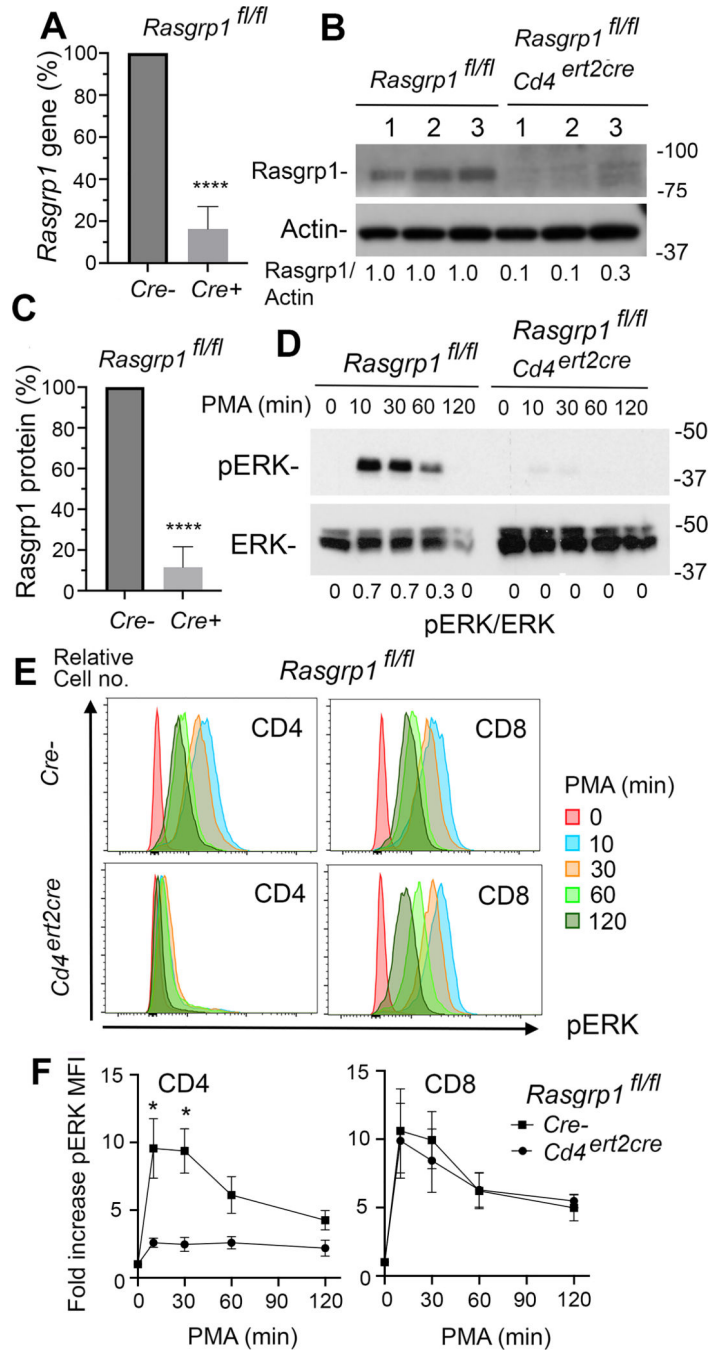 A
Rasgrp1 fl/fl
Rasgrp1 gene (%)
100
80
60
40
20
0
****
Cre- Cre+
B
Rasgrp1 fl/fl
Rasgrp1 fl/fl
Cd4 ert2cre
1 2 3 1 2 3
Rasgrp1-
-100
-75
Actin-
-37
Rasgrp1/
Actin
1.0 1.0 1.0 0.1 0.1 0.3
C
Rasgrp1 fl/fl
Rasgrp1 protein (%)
100
80
60
40
20
0
****
Cre- Cre+
D
Rasgrp1 fl/fl
Rasgrp1 fl/fl
Cd4 ert2cre
PMA (min) 0 10 30 60 120 0 10 30 60 120
pERK-
-50
-37
ERK-
-50
-37
0 0.7 0.7 0.3 0 0 0 0 0 0
pERK/ERK
E
Relative
Cell no.
Rasgrp1 fl/fl
Cre-
CD4
CD8
Cd4 ert2cre
CD4
CD8
PMA (min)
0
10
30
60
120
pERK
F
Fold increase pERK MFI
CD4
15
10
5
0
* *
0 30 60 90 120
PMA (min)
CD8
15
10
5
0
0 30 60 90 120
PMA (min)
Rasgrp1 fl/fl
Cre-
Cd4 ert2cre